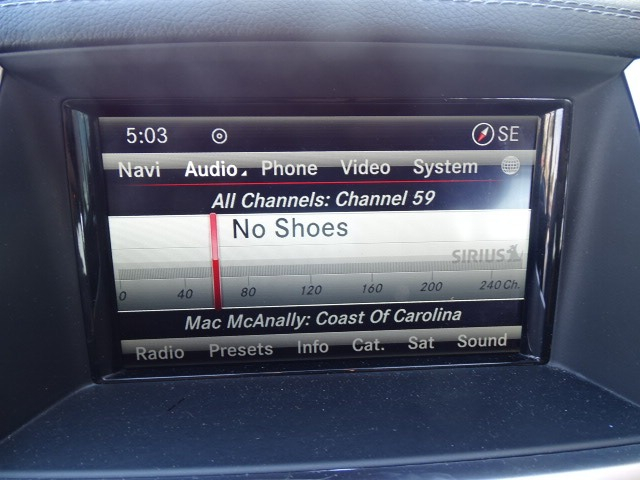 5:03 SE
Navi Audio Phone Video System
All Channels: Channel 59
No Shoes
SIRIUS
0 40 80 120 160 200 240 Ch.
Mac McAnally: Coast Of Carolina
Radio Presets Info Cat. Sat Sound